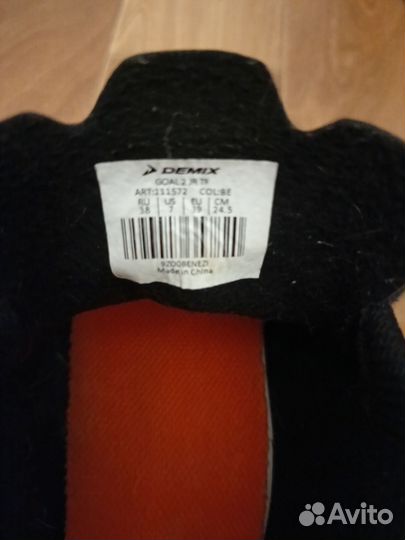 DEMIX
GOAL 2 JR TF
ART:111572 COL:BE
RU US EU CM
38 7 39 24.5
9ZO0BENEZI
Made in China
Avito